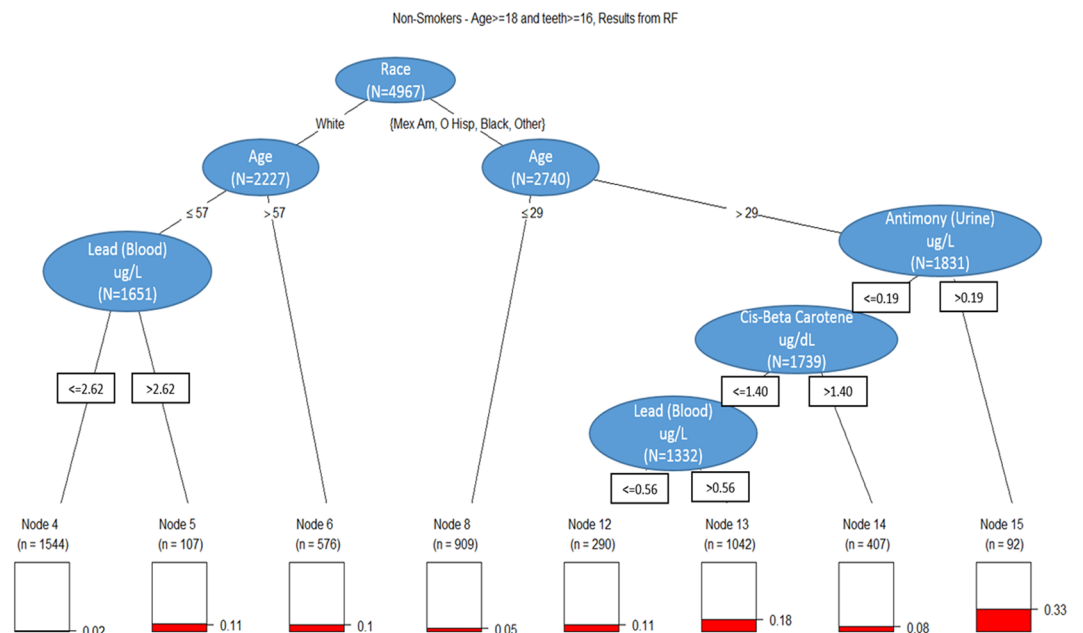 Non-Smokers - Age>=18 and teeth>=16, Results from RF
Race
(N=4967)
White
{Mex Am, O Hisp, Black, Other}
Age
(N=2227)
Age
(N=2740)
≤ 57
> 57
≤ 29
> 29
Lead (Blood)
ug/L
(N=1651)
Antimony (Urine)
ug/L
(N=1831)
<=0.19
>0.19
Cis-Beta Carotene
ug/dL
(N=1739)
<=2.62
>2.62
<=1.40
>1.40
Lead (Blood)
ug/L
(N=1332)
<=0.56
>0.56
Node 4
(n = 1544)
Node 5
(n = 107)
Node 6
(n = 576)
Node 8
(n = 909)
Node 12
(n = 290)
Node 13
(n = 1042)
Node 14
(n = 407)
Node 15
(n = 92)
0.02
0.11
0.1
0.05
0.11
0.18
0.08
0.33